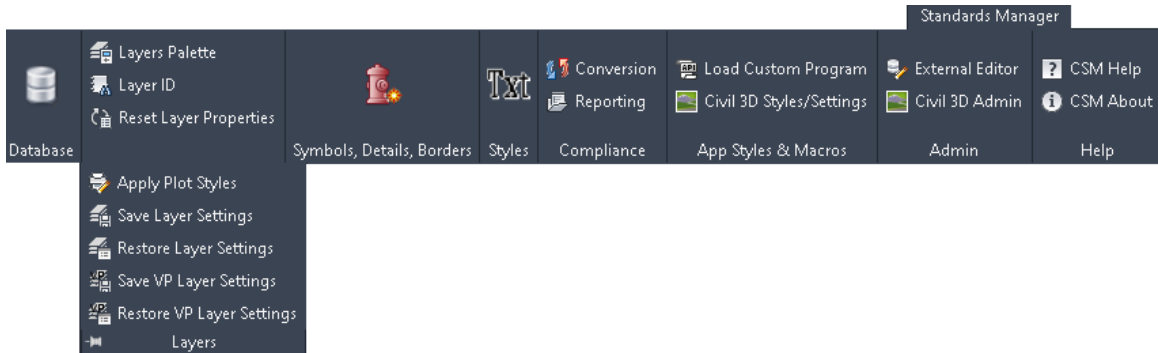 Standards Manager
Layers Palette
Layer ID
Reset Layer Properties
Txt
Conversion
Reporting
API
Load Custom Program
Civil 3D Styles/Settings
External Editor
Civil 3D Admin
? CSM Help
i CSM About
Database
Symbols, Details, Borders
Styles
Compliance
App Styles & Macros
Admin
Help
Apply Plot Styles
Save Layer Settings
Restore Layer Settings
VP Save VP Layer Settings
VP Restore VP Layer Settings
Layers